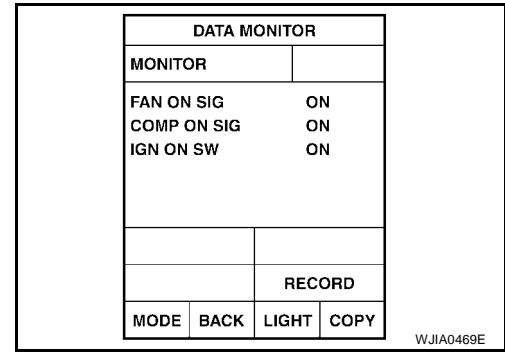 DATA MONITOR
MONITOR
FAN ON SIG ON
COMP ON SIG ON
IGN ON SW ON
RECORD
MODE BACK LIGHT COPY
WJIA0469E